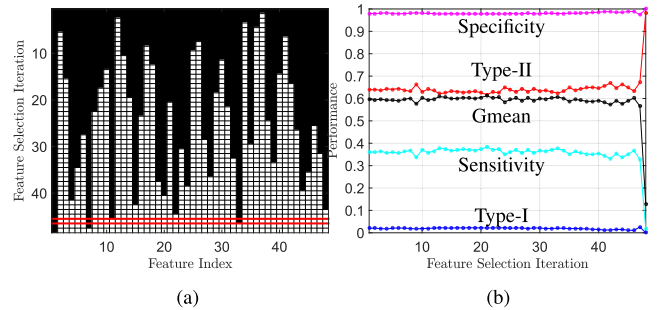 10
20
30
40
Feature Selection Iteration
10
20
30
40
Feature Index
(a)
1
0.9
0.8
0.7
0.6
0.5
0.4
0.3
0.2
0.1
0
Performance
Specificity
Type-II
Gmean
Sensitivity
Type-I
10
20
30
40
Feature Selection Iteration
(b)